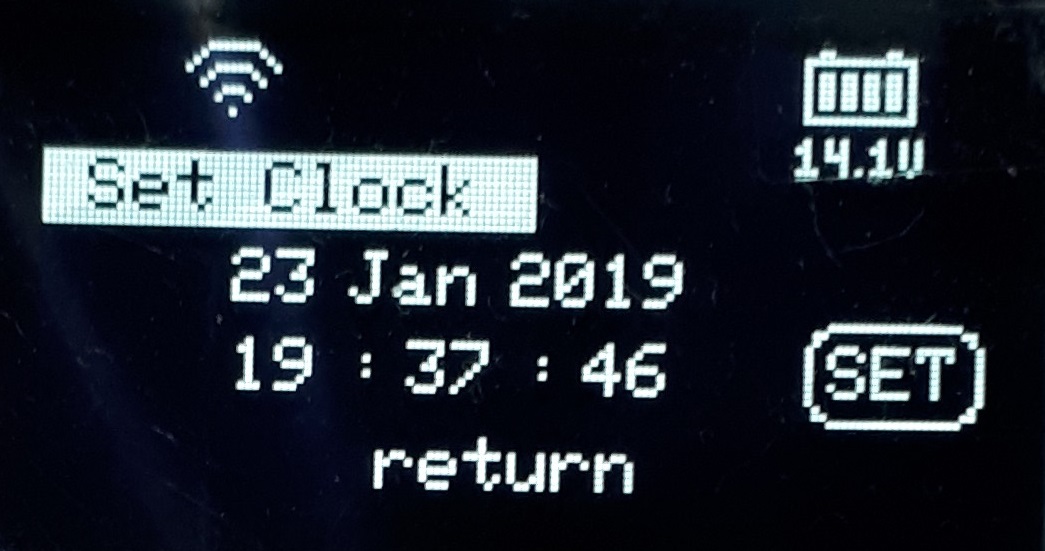 14.1V
Set Clock
23 Jan 2019
19 : 37 : 46
SET
return